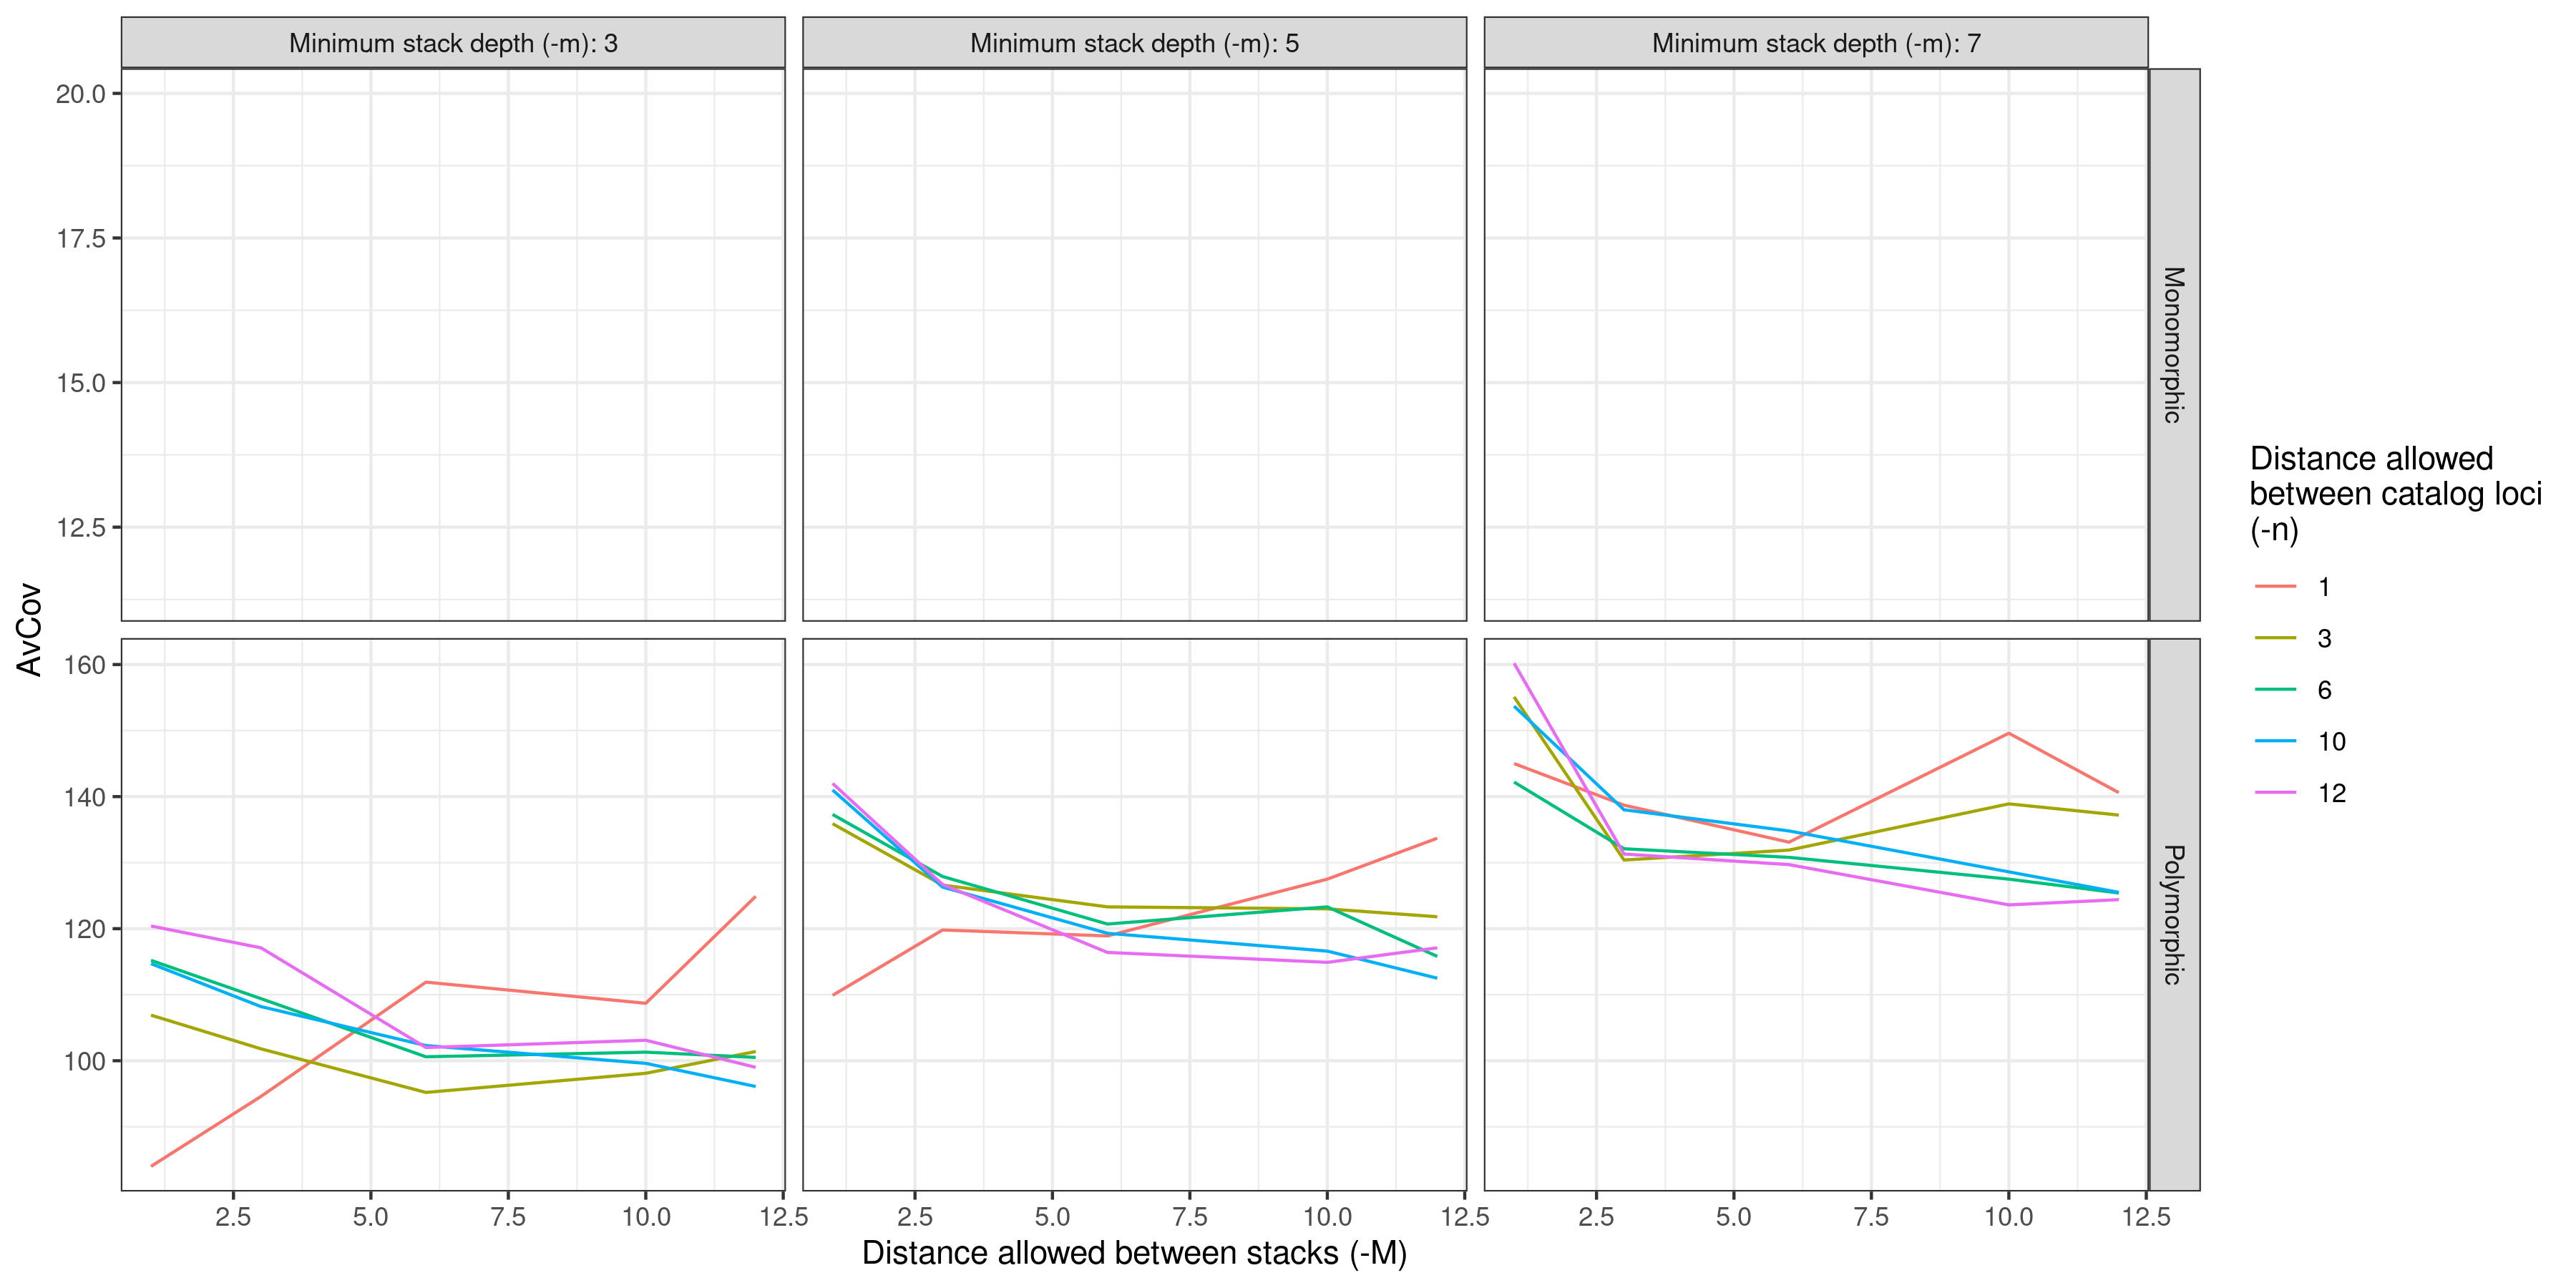 Minimum stack depth (-m): 3
Minimum stack depth (-m): 5
Minimum stack depth (-m): 7
20.0
17.5
15.0
12.5
Monomorphic
AvCov
160
140
120
100
Polymorphic
2.5 5.0 7.5 10.0 12.5
2.5 5.0 7.5 10.0 12.5
2.5 5.0 7.5 10.0 12.5
Distance allowed between stacks (-M)
Distance allowed
between catalog loci
(-n)
1
3
6
10
12